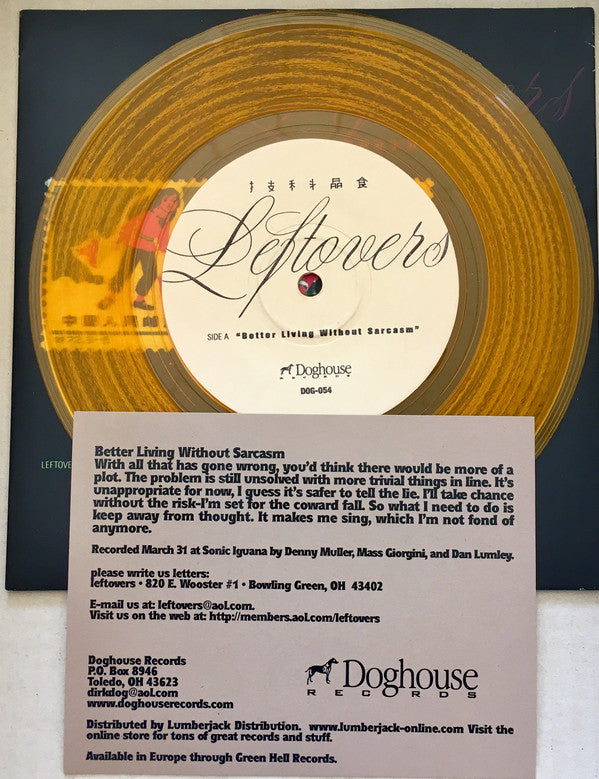 技科品食
Leftovers
SIDE A "Better Living Without Sarcasm"
Doghouse
RECORDS
DOG-054
中国人民
LEFTOVE
Better Living Without Sarcasm
With all that has gone wrong, you'd think there would be more of a
plot. The problem is still unsolved with more trivial things in line. It's
unappropriate for now, I guess it's safer to tell the lie. I'll take chance
without the risk-I'm set for the coward fall. So what I need to do is
keep away from thought. It makes me sing, which I'm not fond of
anymore.
Recorded March 31 at Sonic Iguana by Denny Muller, Mass Giorgini, and Dan Lumley.
please write us letters:
leftovers • 820 E. Wooster #1 • Bowling Green, OH 43402
E-mail us at: leftovers@aol.com.
Visit us on the web at: http://members.aol.com/leftovers
Doghouse Records
P.O. Box 8946
Toledo, OH 43623
dirkdog@aol.com
www.doghouserecords.com
Doghouse
RECORDS
Distributed by Lumberjack Distribution. www.lumberjack-online.com Visit the
online store for tons of great records and stuff.
Available in Europe through Green Hell Records.